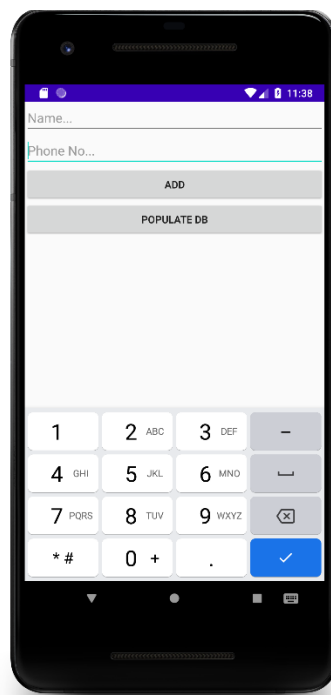 11:38
Name...
Phone No...
ADD
POPULATE DB
1 2 ABC 3 DEF –
4 GHI 5 JKL 6 MNO
7 PQRS 8 TUV 9 WXYZ
* # 0 + .